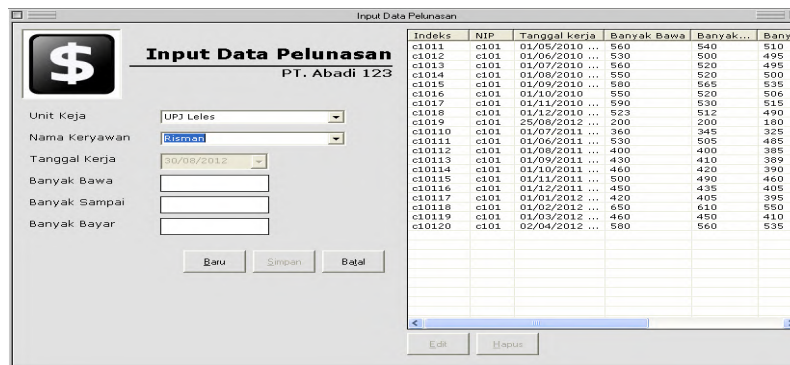 Input Data Pelunasan
$
Input Data Pelunasan
PT. Abadi 123
Unit Keja
UPJ Leles
Nama Keryawan
Risman
Tanggal Kerja
30/08/2012
Banyak Bawa
Banyak Sampai
Banyak Bayar
Baru
Simpan
Batal
Indeks NIP Tanggal kerja Banyak Bawa Banyak... Bany
c1011 c101 01/05/2010 ... 560 540 510
c1012 c101 01/06/2010 ... 530 500 495
c1013 c101 01/07/2010 ... 560 520 495
c1014 c101 01/08/2010 ... 550 520 500
c1015 c101 01/09/2010 ... 580 565 535
c1016 c101 01/10/2010 550 520 506
c1017 c101 01/11/2010 ... 590 530 515
c1018 c101 01/12/2010 ... 523 512 490
c1019 c101 25/08/2012 ... 200 200 180
c10110 c101 01/07/2011 ... 360 345 325
c10111 c101 01/06/2011 ... 530 505 485
c10112 c101 01/08/2011 ... 400 400 385
c10113 c101 01/09/2011 ... 430 410 389
c10114 c101 01/10/2011 ... 460 420 390
c10115 c101 01/11/2011 ... 500 490 460
c10116 c101 01/12/2011 ... 450 435 405
c10117 c101 01/01/2012 ... 420 405 395
c10118 c101 01/02/2012 ... 650 610 550
c10119 c101 01/03/2012 ... 460 450 410
c10120 c101 02/04/2012 ... 580 560 535
Edit
Hapus